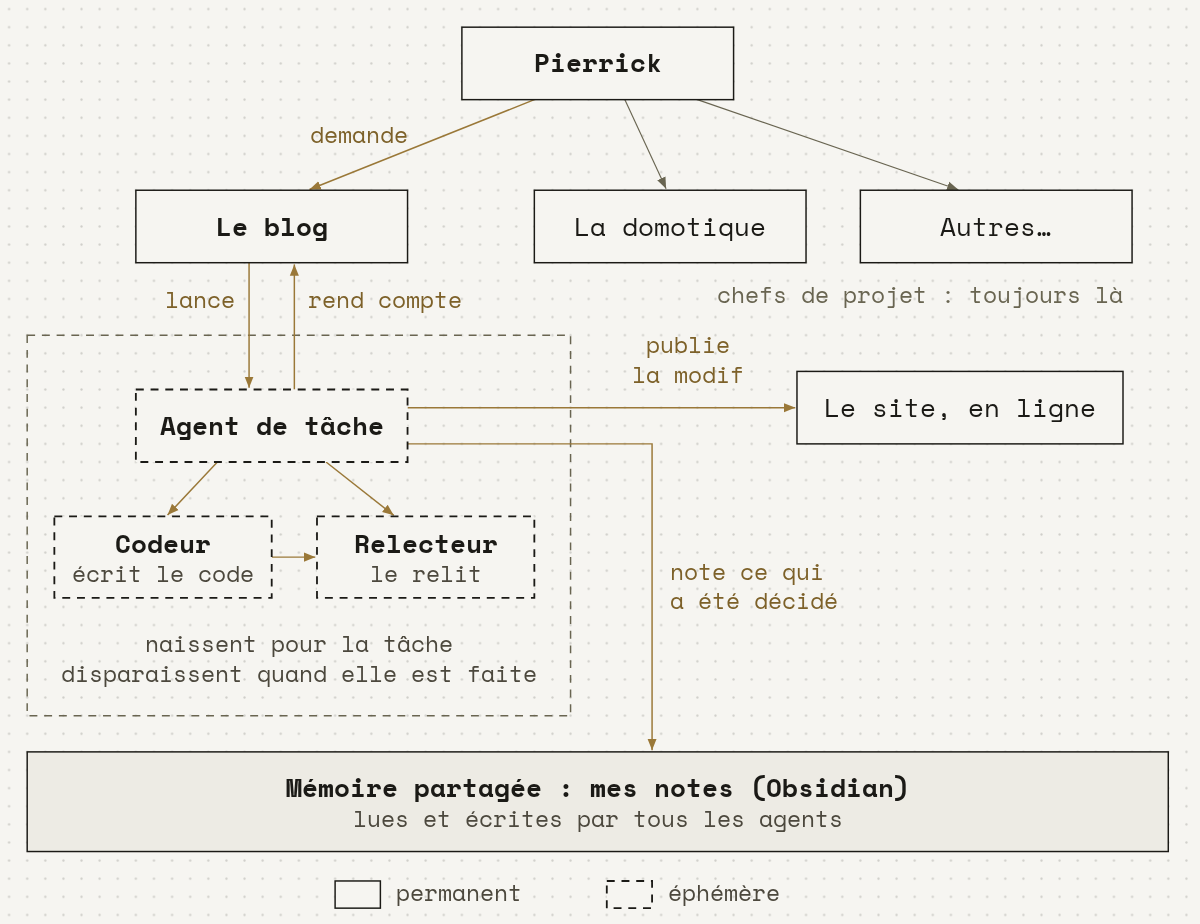 Pierrick
demande
Le blog
La domotique
Autres…
lance
rend compte
chefs de projet : toujours là
publie
la modif
Agent de tâche
Le site, en ligne
Codeur
écrit le code
Relecteur
le relit
note ce qui
a été décidé
naissent pour la tâche
disparaissent quand elle est faite
Mémoire partagée : mes notes (Obsidian)
lues et écrites par tous les agents
permanent
éphémère